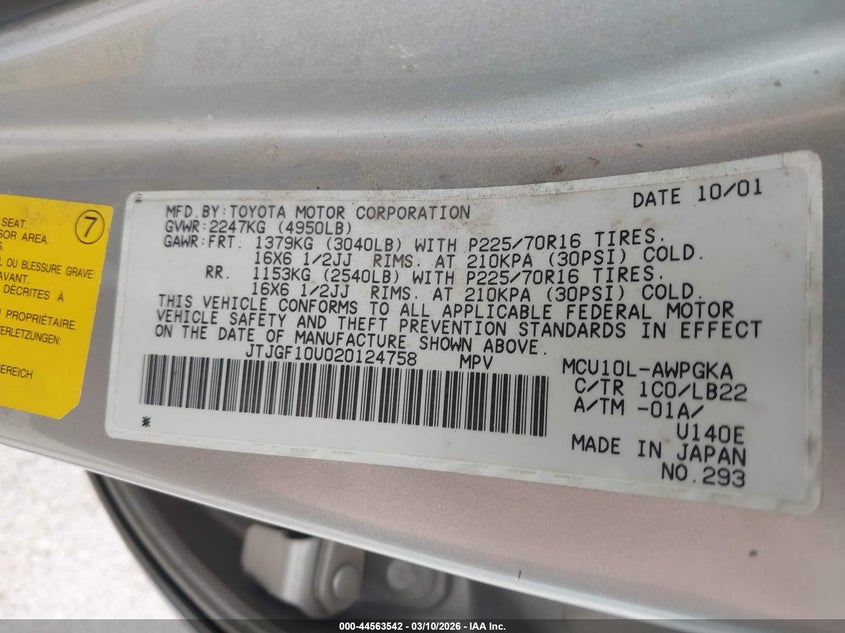 7
SEAT.
SOR AREA.
S.
L OU BLESSURE GRAVE:
AVANT.
DÉCRITES À
N PROPRIÉTAIRE.
VERLETZUNGEN:
BEREICH
DATE 10/01
MFD.BY:TOYOTA MOTOR CORPORATION
GVWR:2247KG (4950LB)
GAWR:FRT. 1379KG (3040LB) WITH P225/70R16 TIRES.
16X6 1/2JJ RIMS. AT 210KPA (30PSI) COLD.
RR. 1153KG (2540LB) WITH P225/70R16 TIRES.
16X6 1/2JJ RIMS. AT 210KPA (30PSI) COLD.
THIS VEHICLE CONFORMS TO ALL APPLICABLE FEDERAL MOTOR
VEHICLE SAFETY AND THEFT PREVENTION STANDARDS IN EFFECT
ON THE DATE OF MANUFACTURE SHOWN ABOVE.
JTJGF10U020124758 MPV
MCU10L-AWPGKA
C/TR 1C0/LB22
A/TM -01A/
U140E
MADE IN JAPAN
NO.293
000-44563542 - 03/10/2026 - IAA Inc.